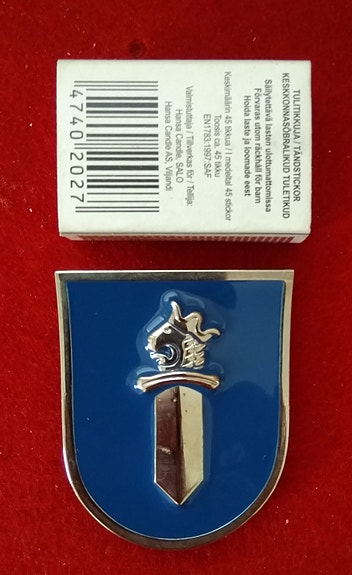 TULITIKKUJA / TÄNDSTICKOR
KESKKONNASÕBRALIKUD TULETIKUD
Säilytettävä lasten ulottumattomissa
Förvaras utom räckhåll för barn
Hoida laste ja loomade eest
Keskimäärin 45 tikkua / I medeltal 45 stickor
Toosis ca. 45 tikku
EN1783:1997-SAF
Valmistuttaja / Tillverkas för / Tellija:
Hansa Candle, SALO
Hansa Candle AS, Viljandi
4740 2027